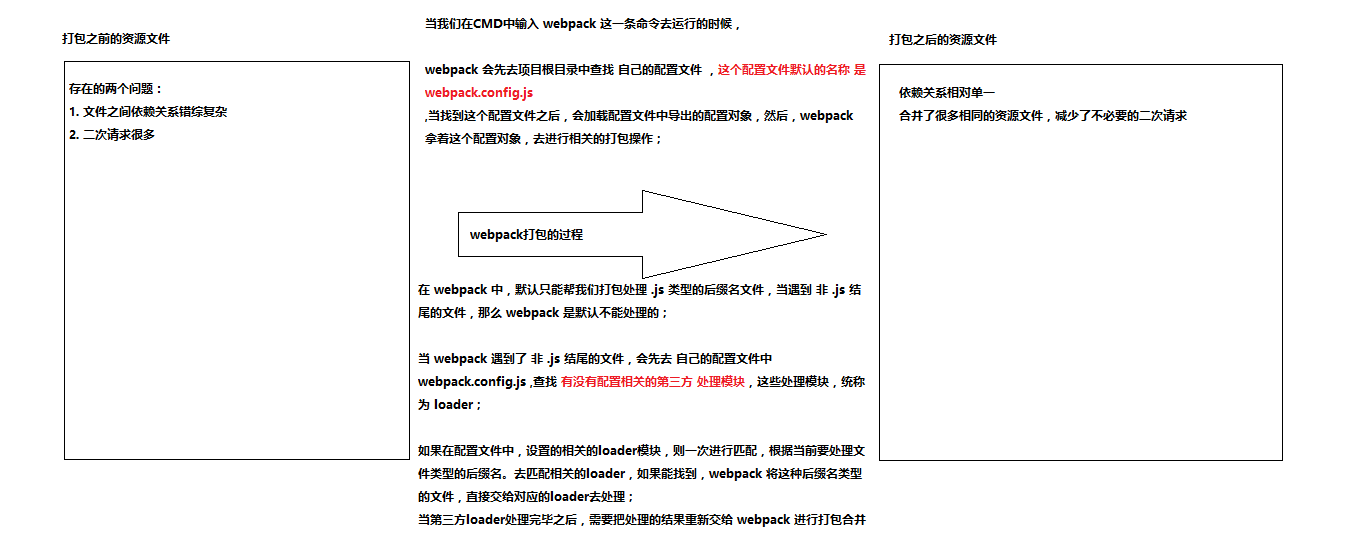 打包之前的资源文件
存在的两个问题：
1. 文件之间依赖关系错综复杂
2. 二次请求很多
当我们在CMD中输入 webpack 这一条命令去运行的时候，
webpack 会先去项目根目录中查找 自己的配置文件 ，这个配置文件默认的名称 是
webpack.config.js
,当找到这个配置文件之后，会加载配置文件中导出的配置对象，然后，webpack
拿着这个配置对象，去进行相关的打包操作；
webpack打包的过程
在 webpack 中，默认只能帮我们打包处理 .js 类型的后缀名文件，当遇到 非 .js 结
尾的文件，那么 webpack 是默认不能处理的；
当 webpack 遇到了 非 .js 结尾的文件，会先去 自己的配置文件中
webpack.config.js ,查找 有没有配置相关的第三方 处理模块，这些处理模块，统称
为 loader；
如果在配置文件中，设置的相关的loader模块，则一次进行匹配，根据当前要处理文
件类型的后缀名。去匹配相关的loader，如果能找到，webpack 将这种后缀名类型
的文件，直接交给对应的loader去处理；
当第三方loader处理完毕之后，需要把处理的结果重新交给 webpack 进行打包合并
打包之后的资源文件
依赖关系相对单一
合并了很多相同的资源文件，减少了不必要的二次请求